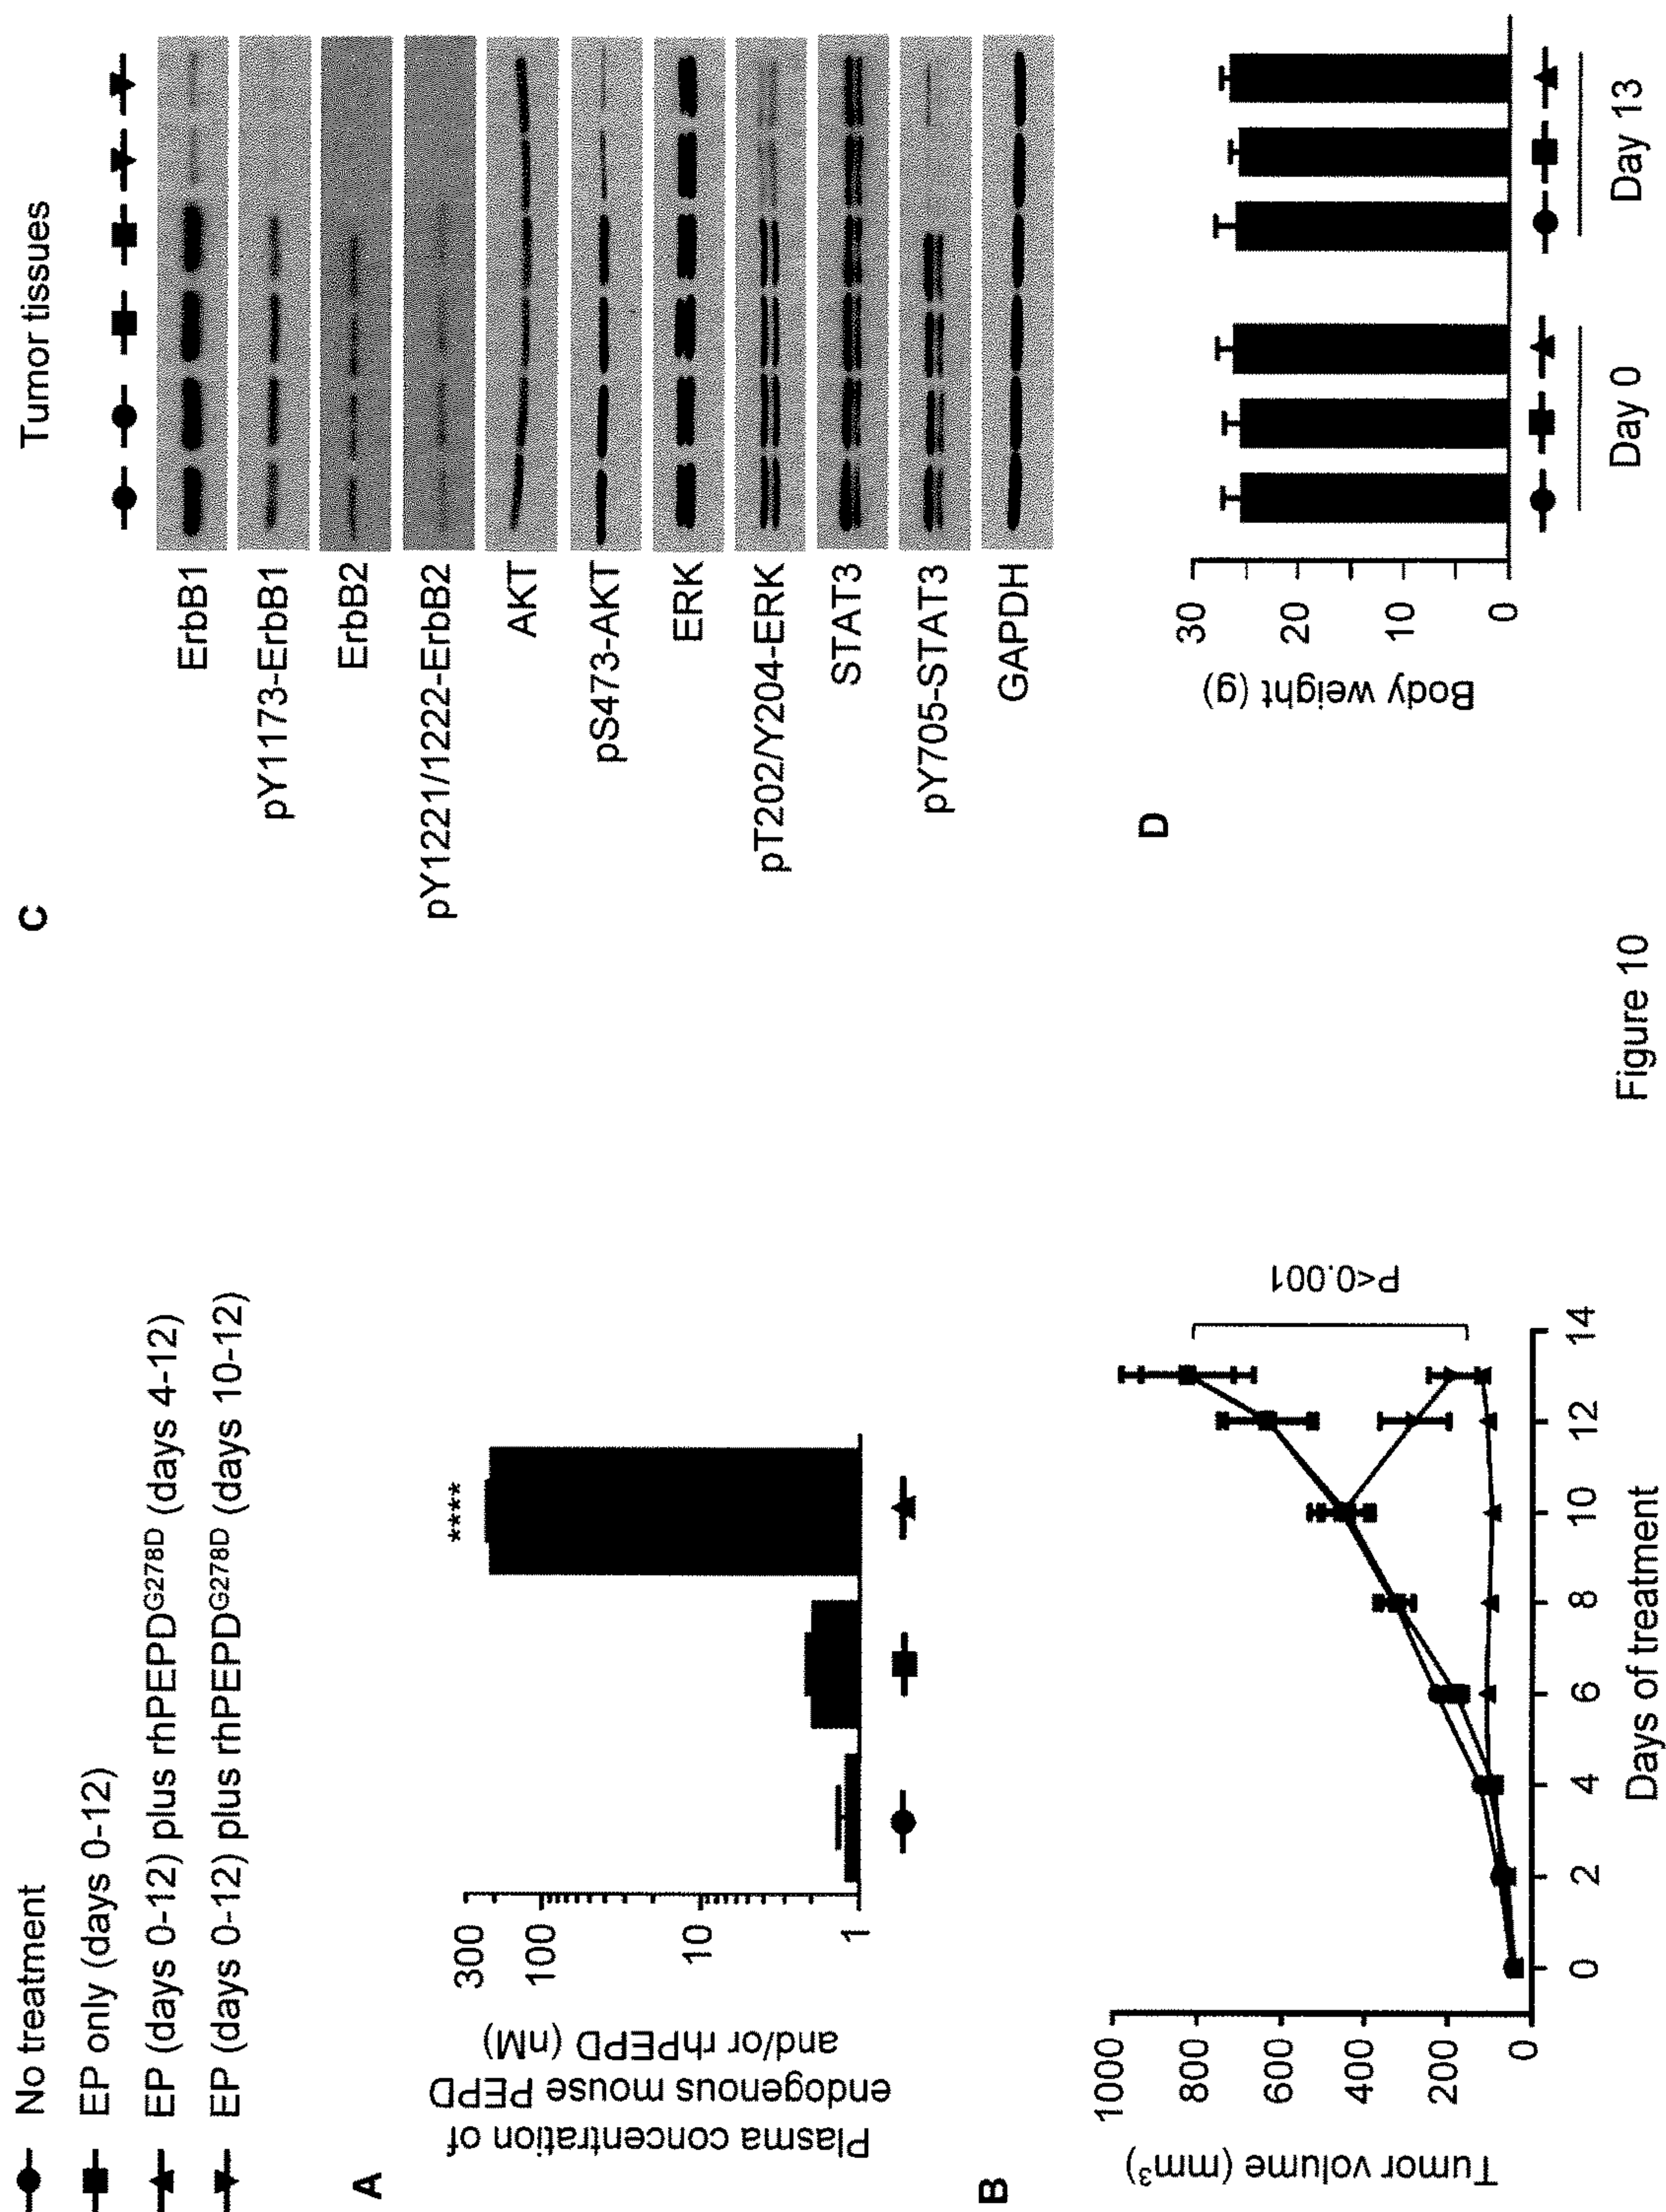 No treatment
EP only (days 0-12)
EP (days 0-12) plus rhPEPD^G278D (days 4-12)
EP (days 0-12) plus rhPEPD^G278D (days 10-12)
A
Plasma concentration of
endogenous mouse PEPD
and/or rhPEPD (nM)
300
100
10
1
****
B
Tumor volume (mm³)
1000
800
600
400
200
0
0 2 4 6 8 10 12 14
Days of treatment
P<0.001
C
Tumor tissues
ErbB1
pY1173-ErbB1
ErbB2
pY1221/1222-ErbB2
AKT
pS473-AKT
ERK
pT202/Y204-ERK
STAT3
pY705-STAT3
GAPDH
D
Body weight (g)
30
20
10
0
Day 0 Day 13
Figure 10